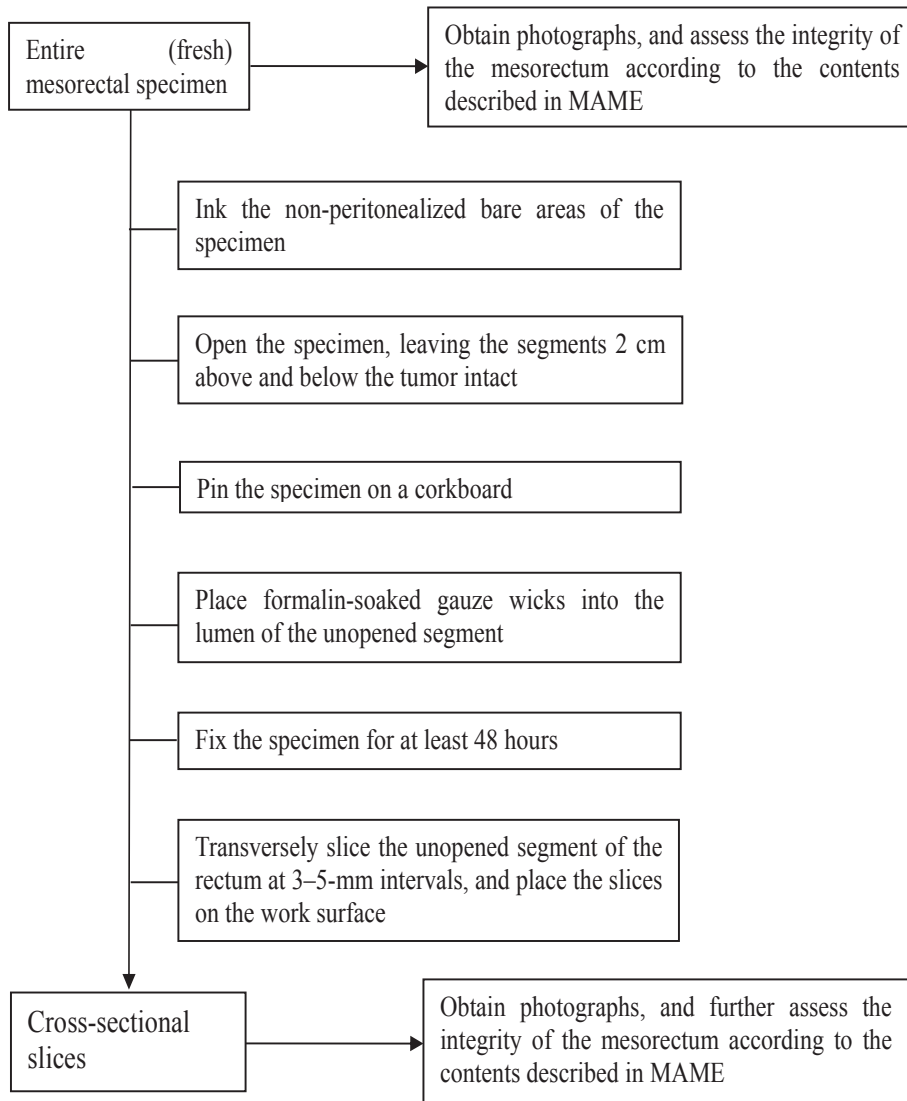 Entire (fresh)
mesorectal specimen
Obtain photographs, and assess the integrity of
the mesorectum according to the contents
described in MAME
Ink the non-peritonealized bare areas of the
specimen
Open the specimen, leaving the segments 2 cm
above and below the tumor intact
Pin the specimen on a corkboard
Place formalin-soaked gauze wicks into the
lumen of the unopened segment
Fix the specimen for at least 48 hours
Transversely slice the unopened segment of the
rectum at 3–5-mm intervals, and place the slices
on the work surface
Cross-sectional
slices
Obtain photographs, and further assess the
integrity of the mesorectum according to the
contents described in MAME